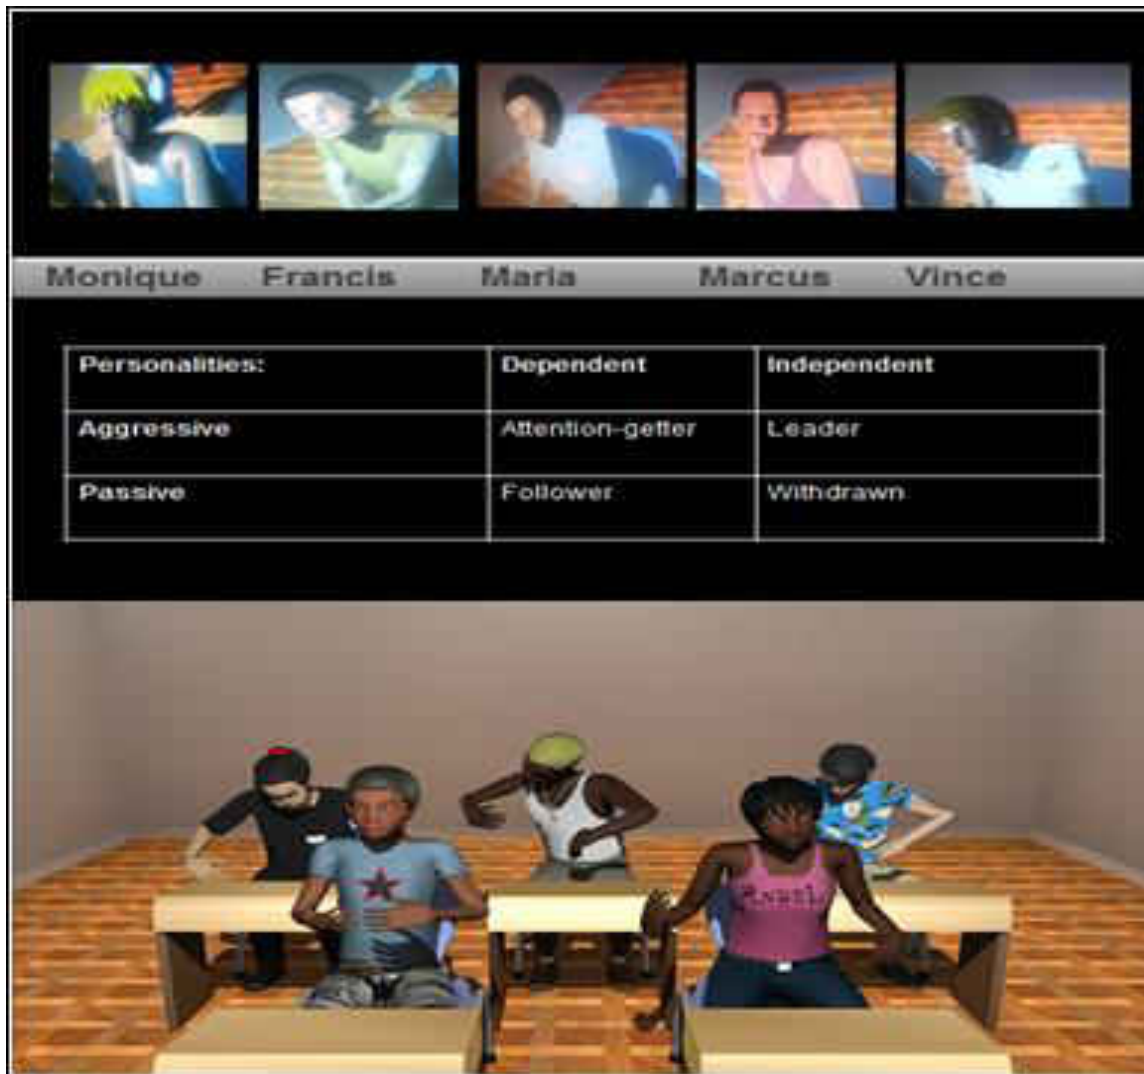 Monique Francis Maria Marcus Vince
Personalities: Dependent Independent
Aggressive Attention-getter Leader
Passive Follower Withdrawn